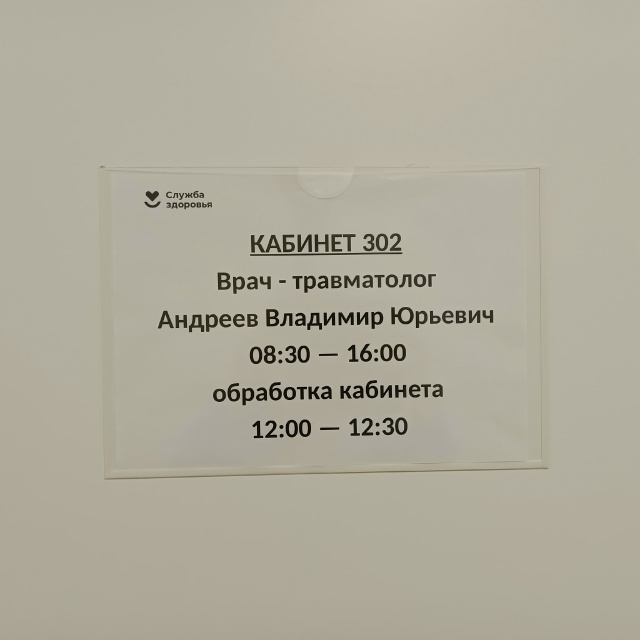 Служба
здоровья
КАБИНЕТ 302
Врач - травматолог
Андреев Владимир Юрьевич
08:30 — 16:00
обработка кабинета
12:00 — 12:30